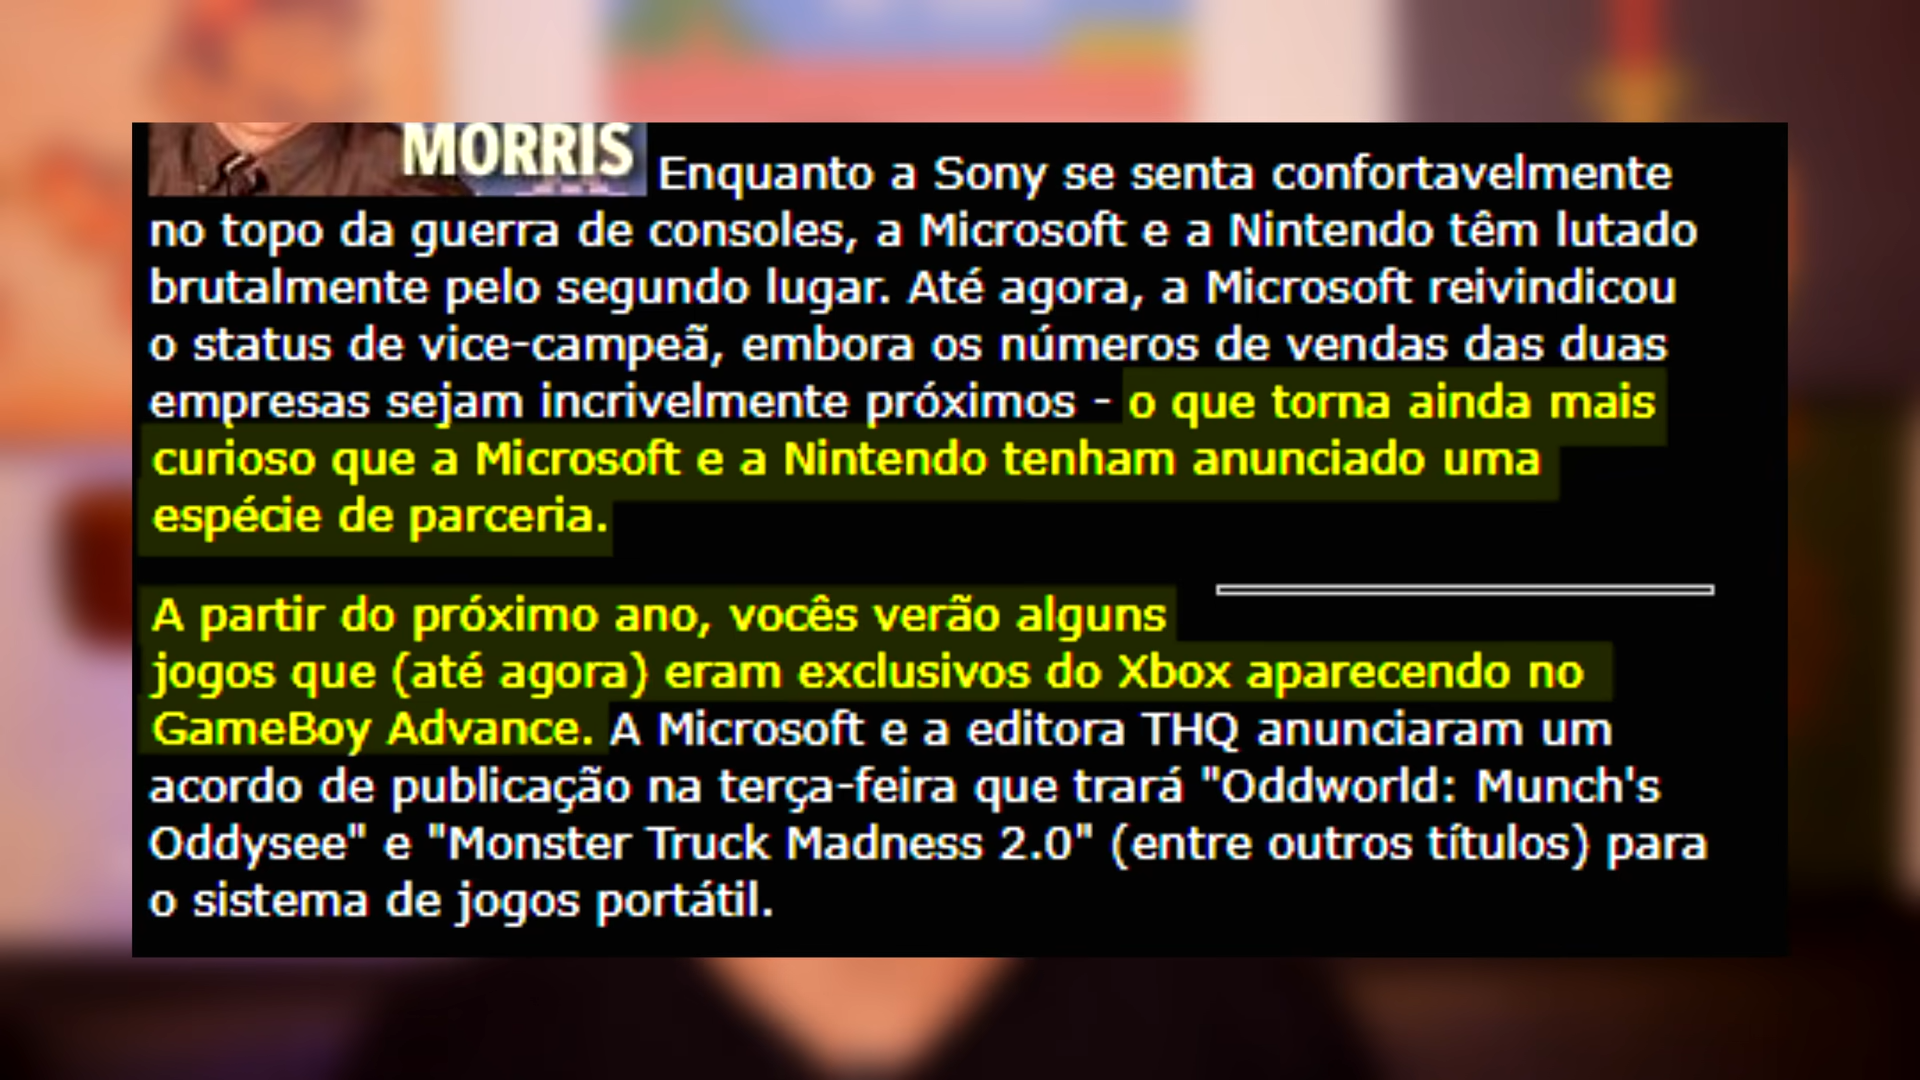 MORRIS
Enquanto a Sony se senta confortavelmente
no topo da guerra de consoles, a Microsoft e a Nintendo têm lutado
brutalmente pelo segundo lugar. Até agora, a Microsoft reivindicou
o status de vice-campeã, embora os números de vendas das duas
empresas sejam incrivelmente próximos - o que torna ainda mais
curioso que a Microsoft e a Nintendo tenham anunciado uma
espécie de parceria.
A partir do próximo ano, vocês verão alguns
jogos que (até agora) eram exclusivos do Xbox aparecendo no
GameBoy Advance. A Microsoft e a editora THQ anunciaram um
acordo de publicação na terça-feira que trará "Oddworld: Munch's
Oddysee" e "Monster Truck Madness 2.0" (entre outros títulos) para
o sistema de jogos portátil.